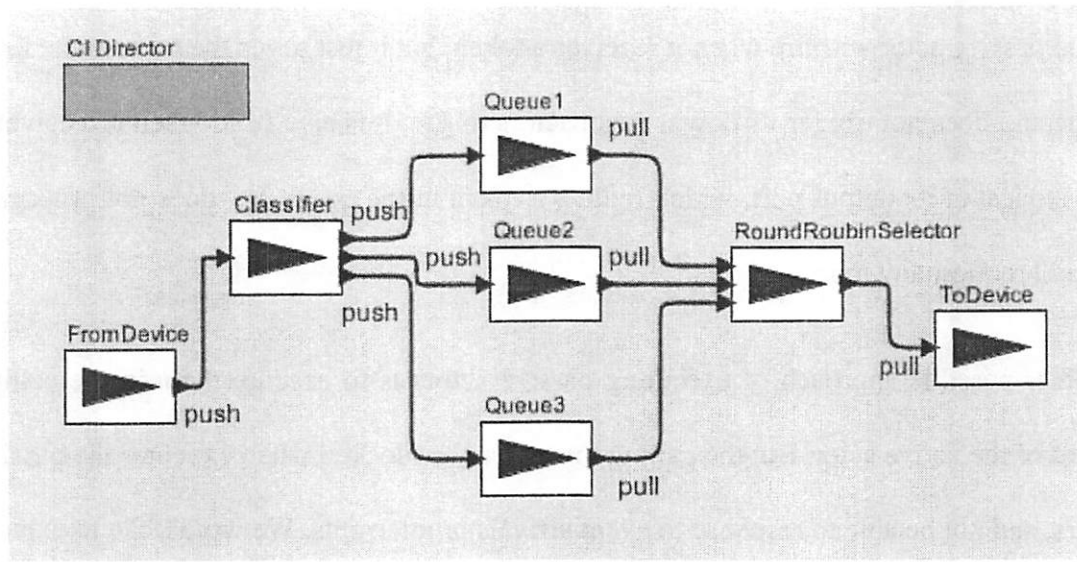 CI Director
Queue1
pull
Classifier
push
Queue2
push
pull
RoundRoubinSelector
push
ToDevice
FromDevice
push
pull
Queue3
pull